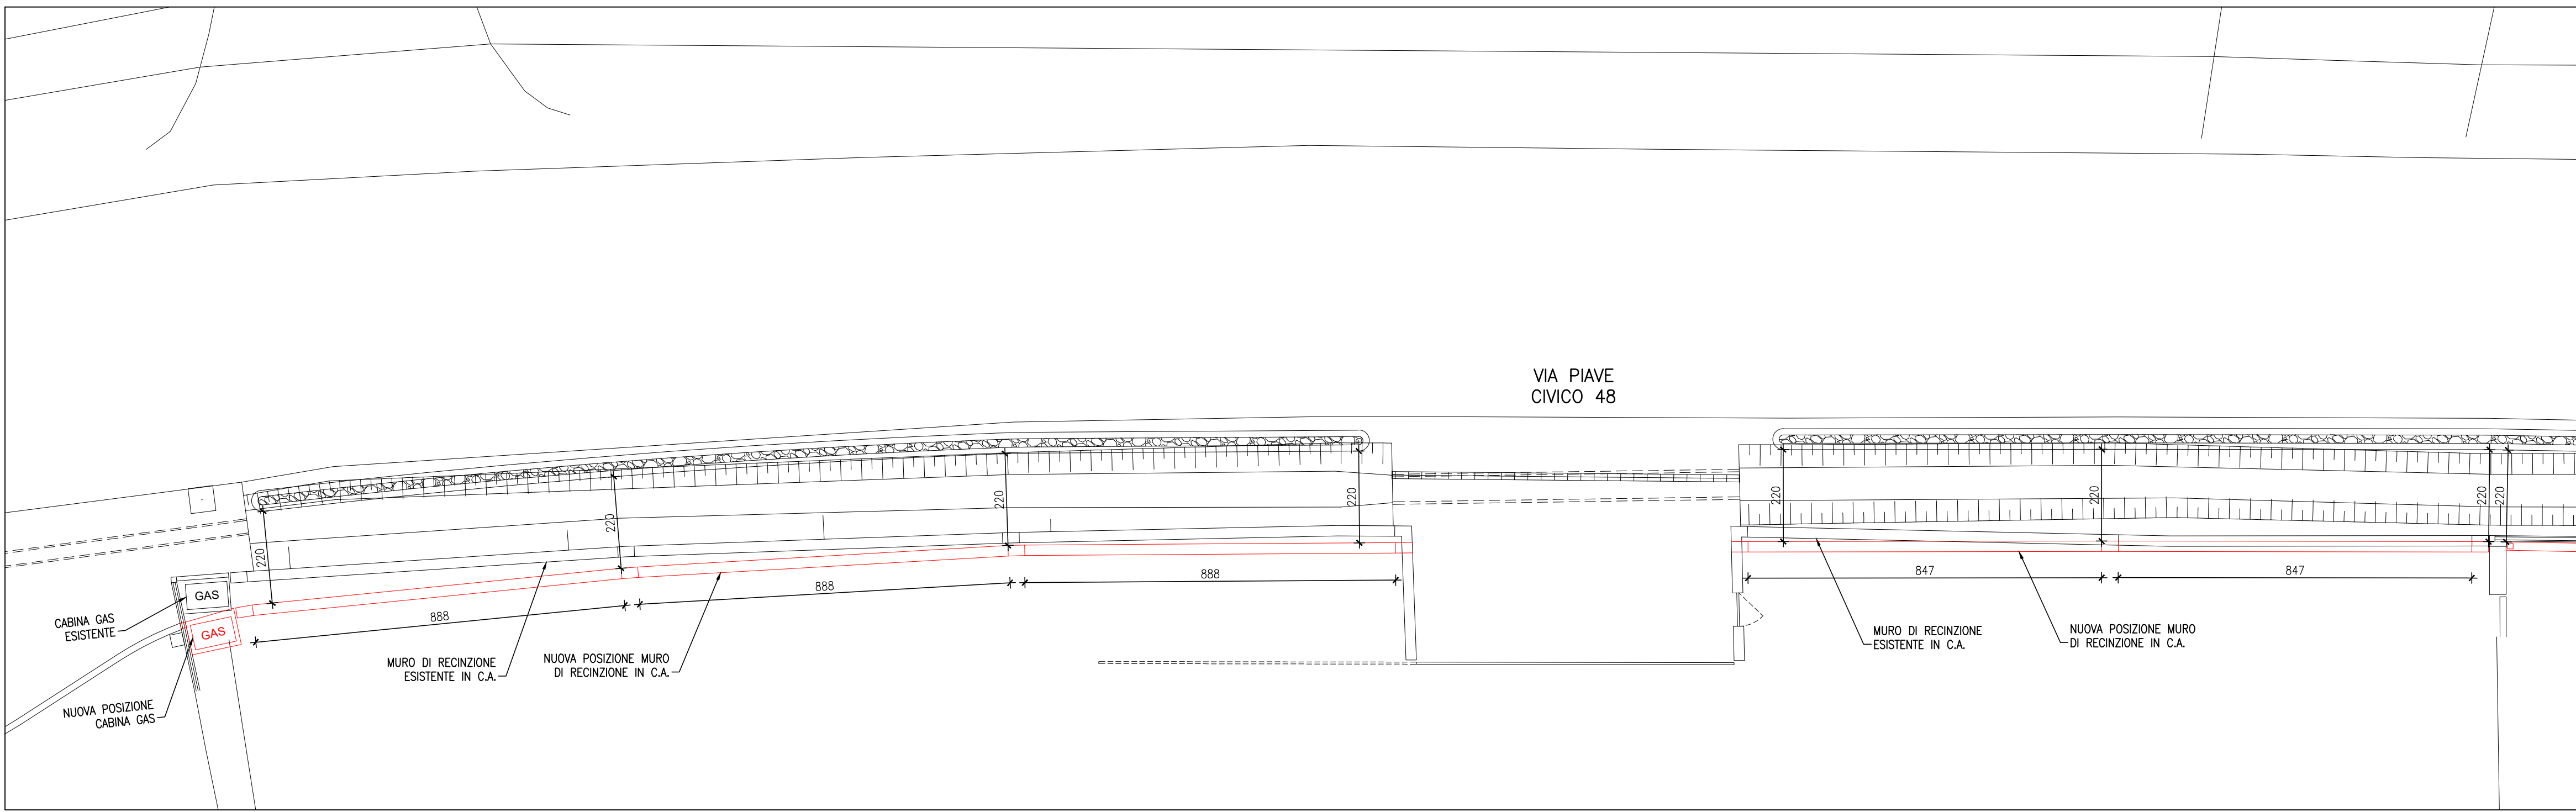 VIA PIAVE
CIVICO 48
220
220
220
220
220
220
220
220
GAS
CABINA GAS
ESISTENTE
GAS
NUOVA POSIZIONE
CABINA GAS
888
888
888
847
847
MURO DI RECINZIONE
ESISTENTE IN C.A.
NUOVA POSIZIONE MURO
DI RECINZIONE IN C.A.
MURO DI RECINZIONE
ESISTENTE IN C.A.
NUOVA POSIZIONE MURO
DI RECINZIONE IN C.A.